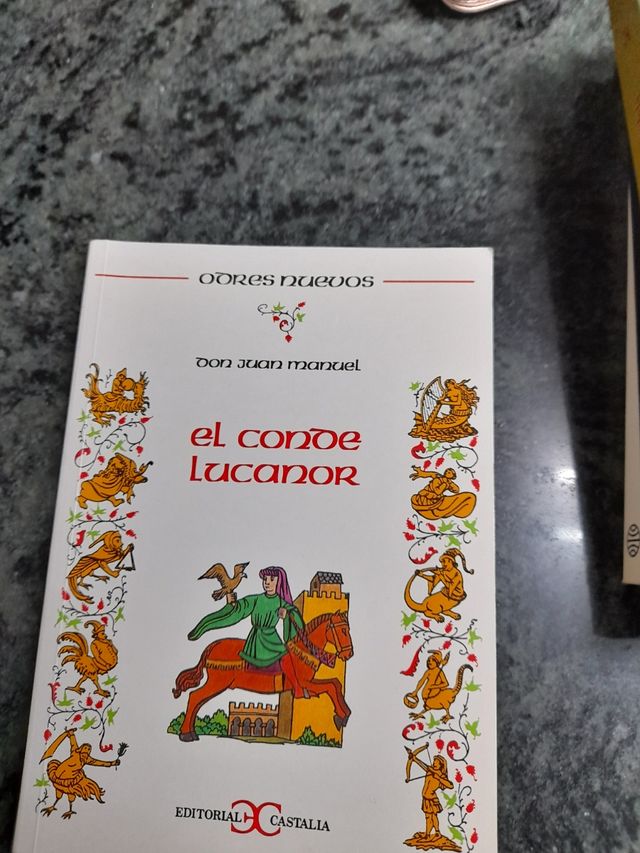 ODRES NUEVOS
DON JUAN MANUEL
EL CONDE
LUCANOR
EDITORIAL CASTALIA